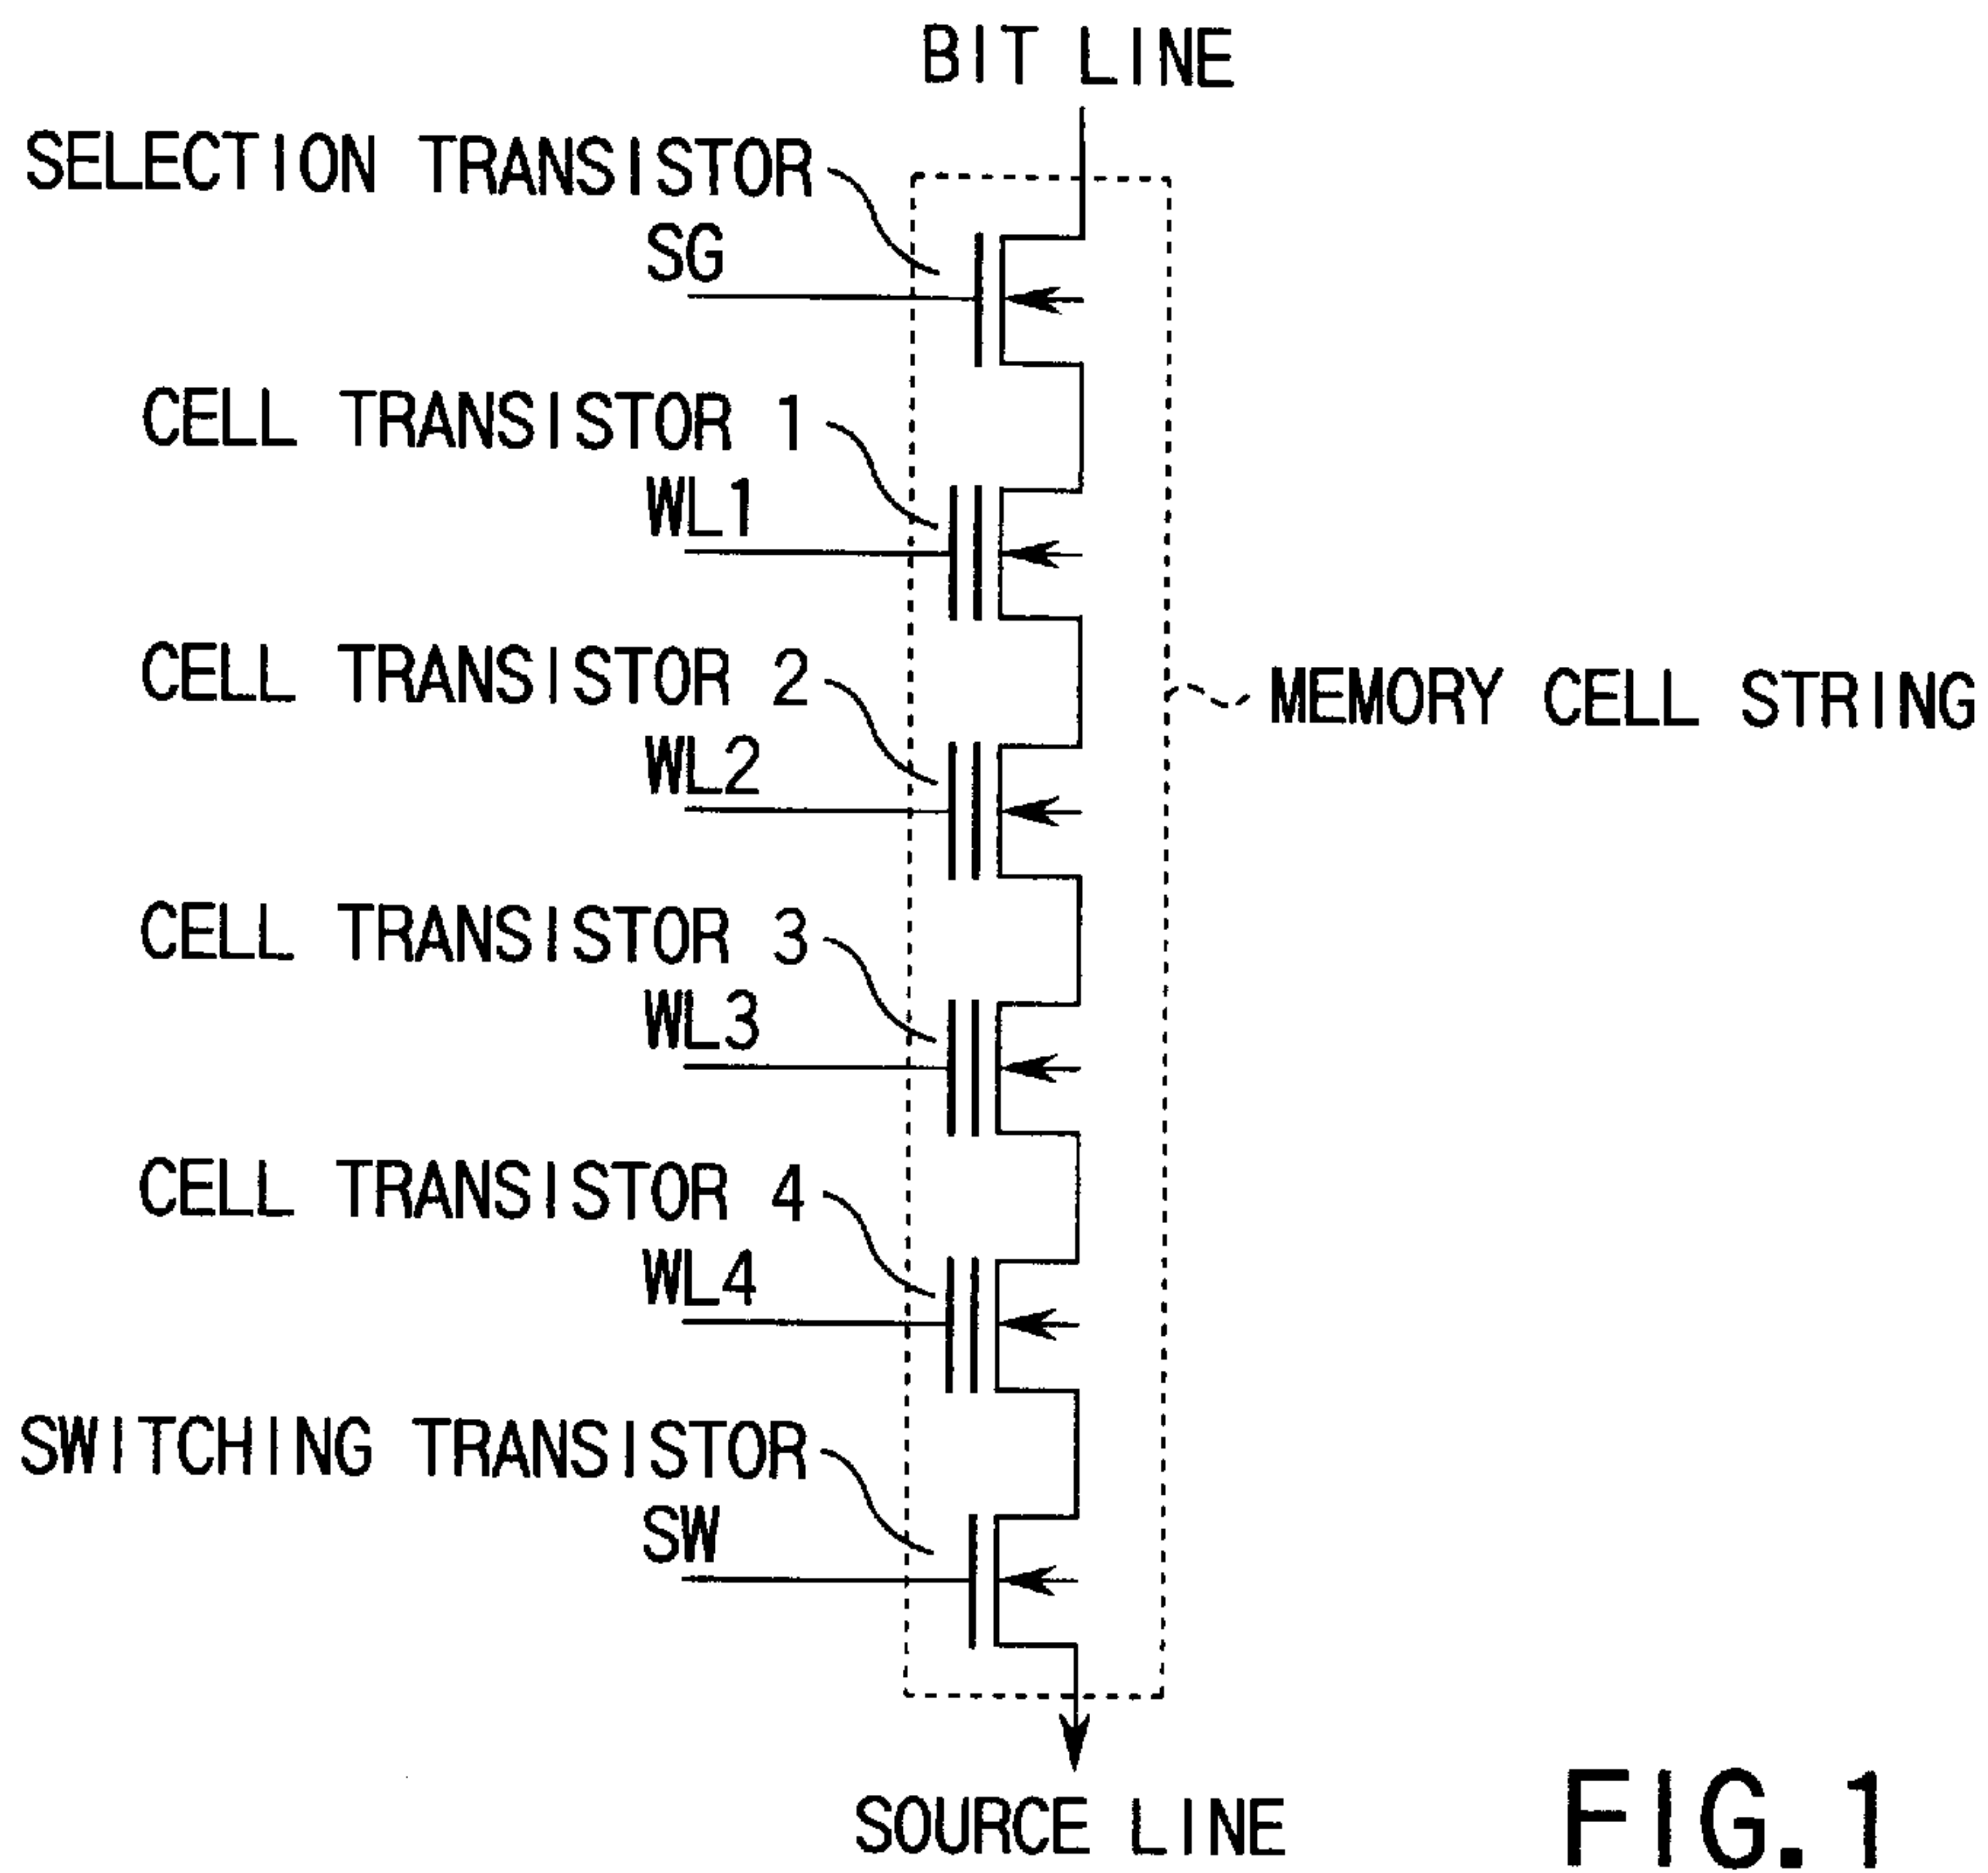 BIT LINE
SELECTION TRANSISTOR
SG
CELL TRANSISTOR 1
WL1
CELL TRANSISTOR 2
MEMORY CELL STRING
WL2
CELL TRANSISTOR 3
WL3
CELL TRANSISTOR 4
WL4
SWITCHING TRANSISTOR
SW
SOURCE LINE
FIG.1